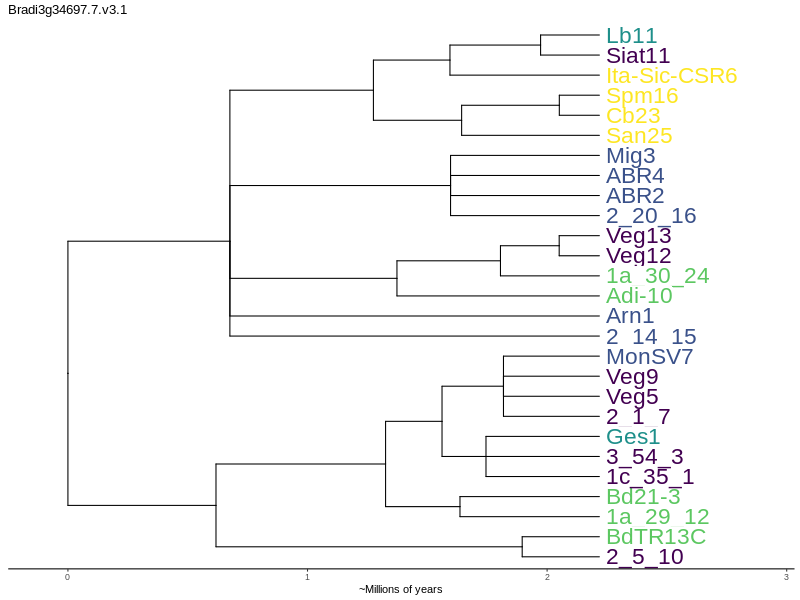 Bradi3g34697.7.v3.1
Lb11
Siat11
Ita-Sic-CSR6
Spm16
Cb23
San25
Mig3
ABR4
ABR2
2_20_16
Veg13
Veg12
1a_30_24
Adi-10
Arn1
2_14_15
MonSV7
Veg9
Veg5
2_1_7
Ges1
3_54_3
1c_35_1
Bd21-3
1a_29_12
BdTR13C
2_5_10
0 1 2 3
~Millions of years